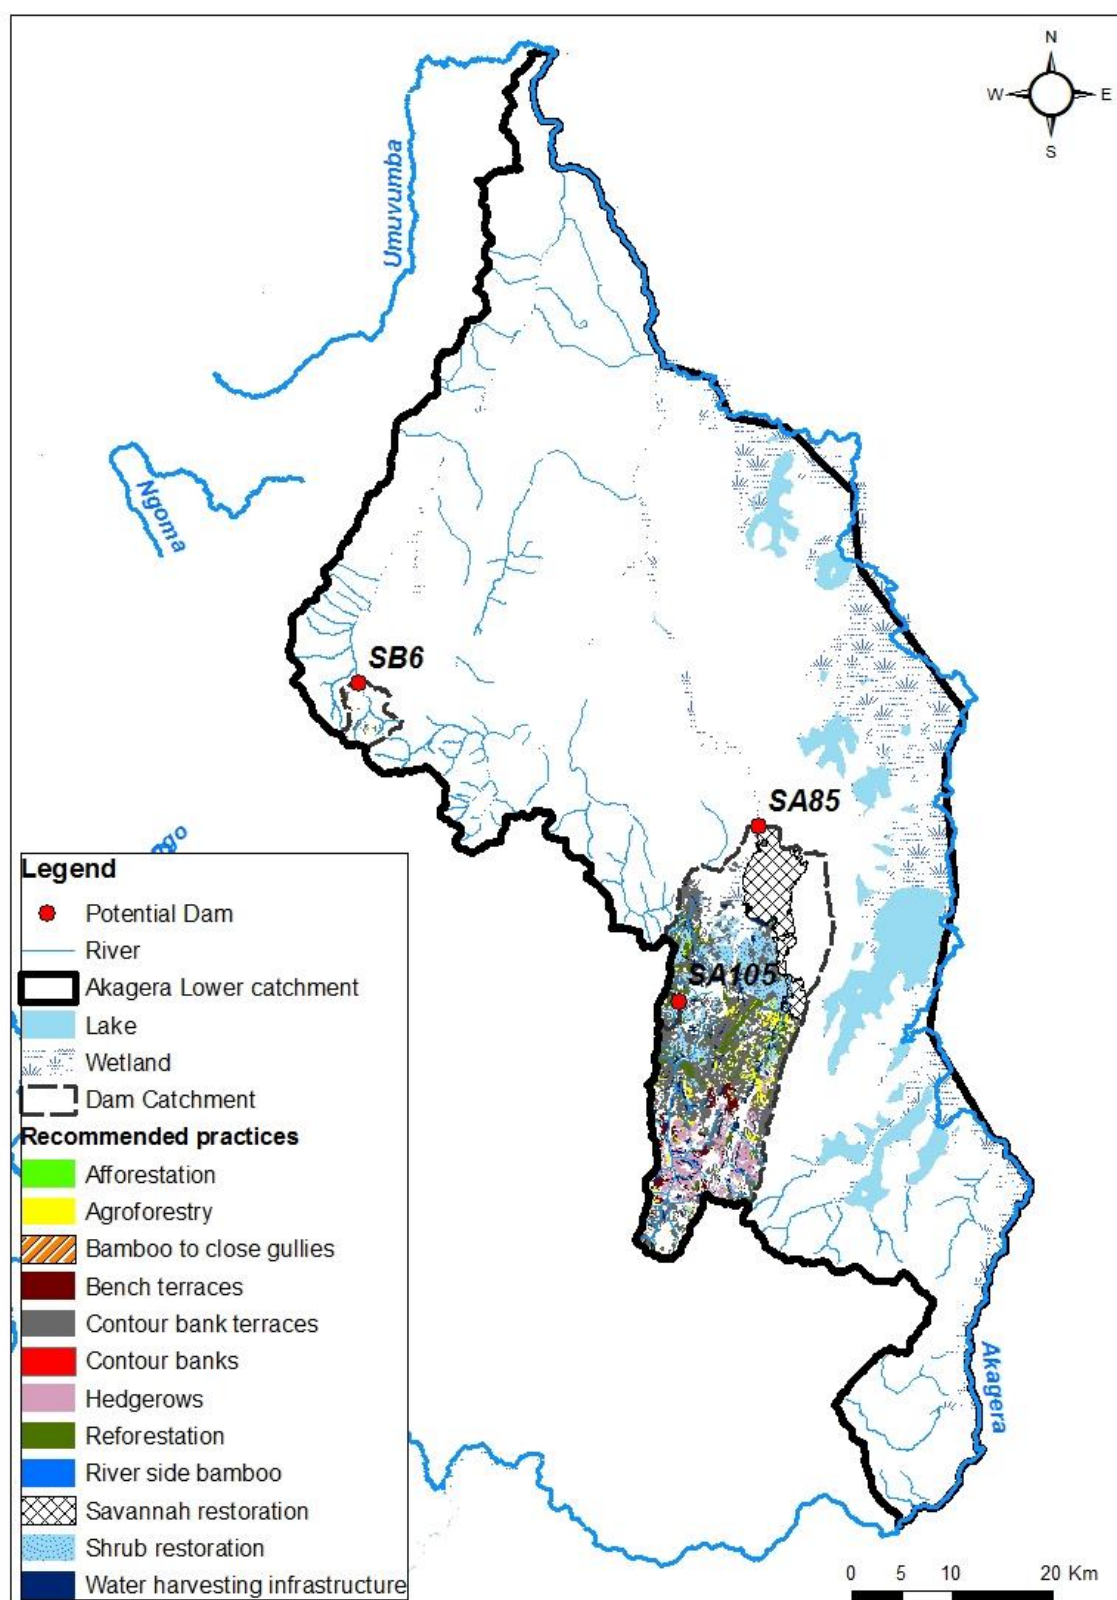 N
W E
S
Umuvumba
Ngoma
SB6
SA85
SA105
Akagera
Legend
Potential Dam
River
Akagera Lower catchment
Lake
Wetland
Dam Catchment
Recommended practices
Afforestation
Agroforestry
Bamboo to close gullies
Bench terraces
Contour bank terraces
Contour banks
Hedgerows
Reforestation
River side bamboo
Savannah restoration
Shrub restoration
Water harvesting infrastructure
0 5 10 20 Km